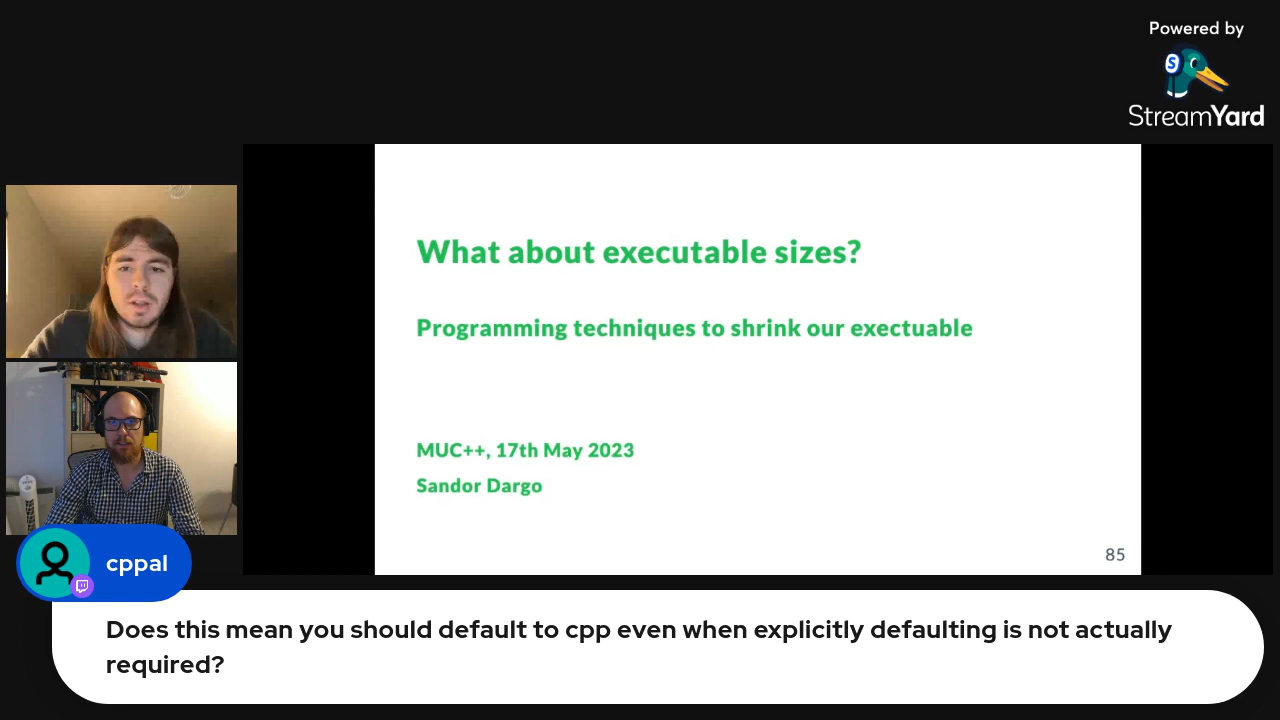 Powered by
StreamYard
What about executable sizes?
Programming techniques to shrink our exectuable
MUC++, 17th May 2023
Sandor Dargo
85
cppal
Does this mean you should default to cpp even when explicitly defaulting is not actually
required?